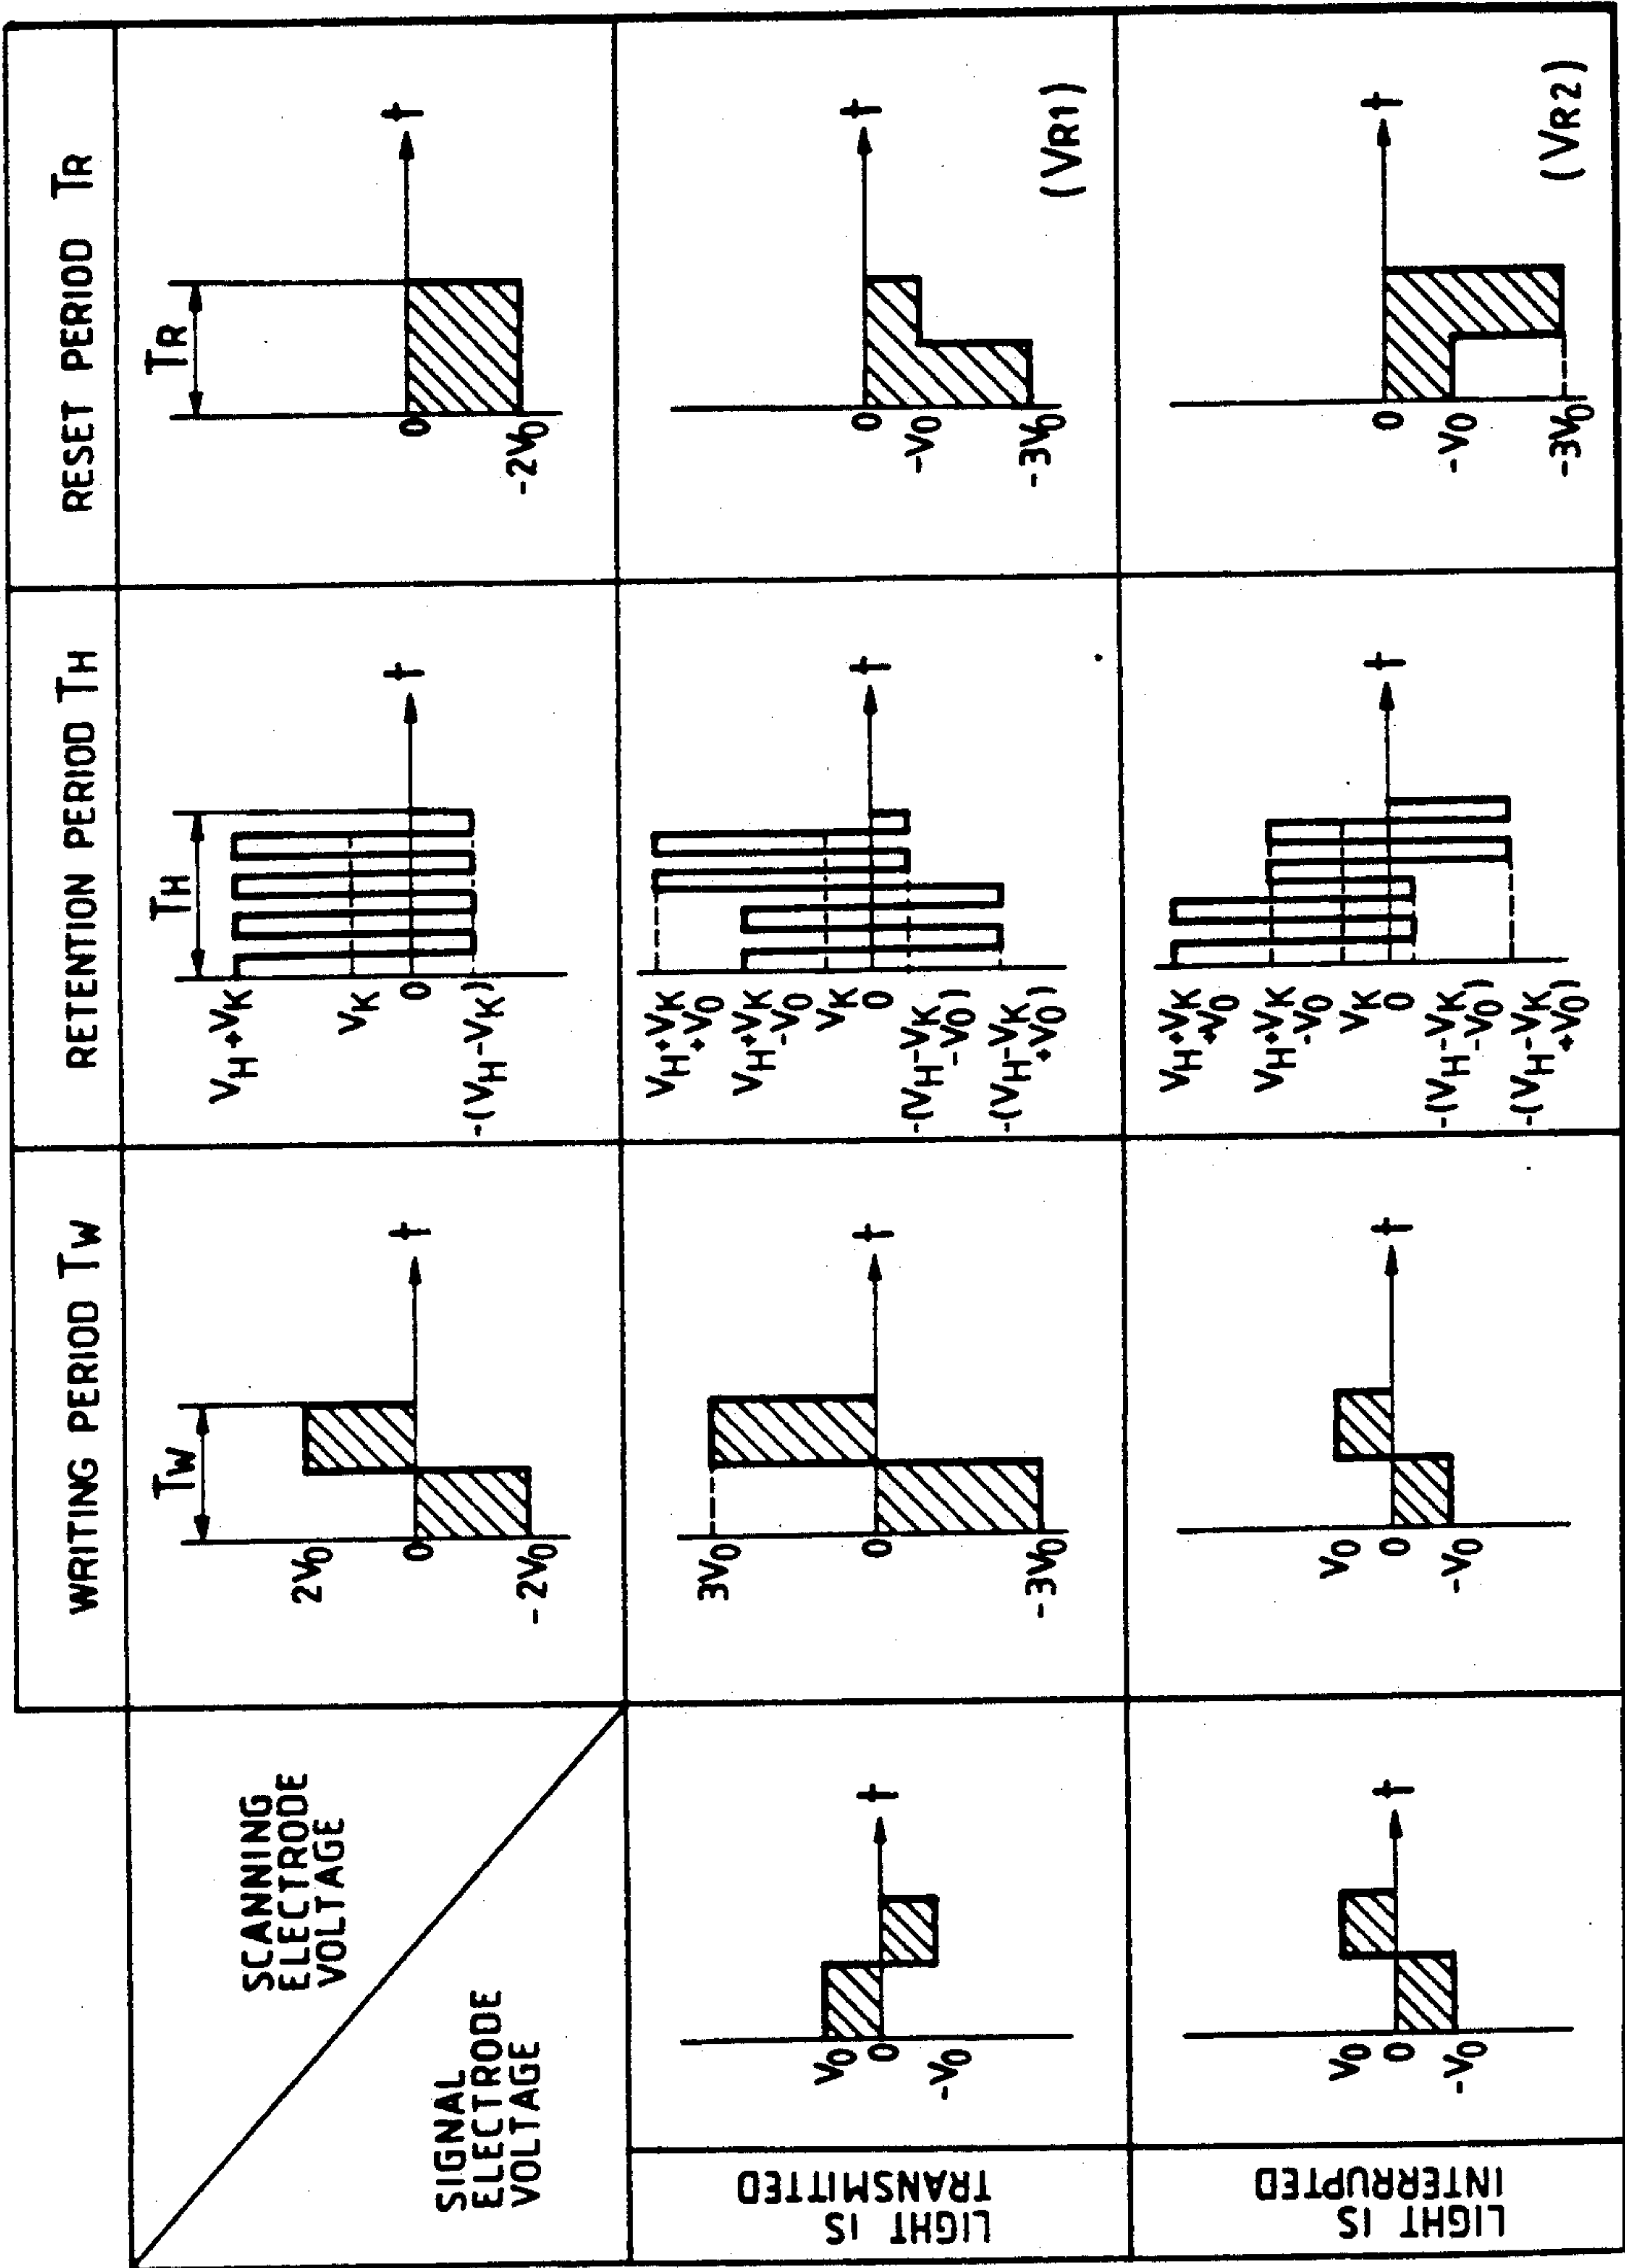 WRITING PERIOD TW
RETENTION PERIOD TH
RESET PERIOD TR
SCANNING
ELECTRODE
VOLTAGE
SIGNAL
ELECTRODE
VOLTAGE
TW
2V0
0
-2V0
t
TH
VH+VK
VK
0
-(VH-VK)
t
TR
0
-2V0
t
LIGHT IS
TRANSMITTED
V0
0
-V0
t
3V0
0
-3V0
t
VH+VK
+V0
VH+VK
-V0
VK
0
-(VH-VK
-V0)
-(VH-VK
+V0)
t
0
-V0
-3V0
t
(VR1)
LIGHT IS
INTERRUPTED
V0
0
-V0
t
V0
0
-V0
t
VH+VK
+V0
VH+VK
-V0
VK
0
-(VH-VK
-V0)
-(VH-VK
+V0)
t
0
-V0
-3V0
t
(VR2)